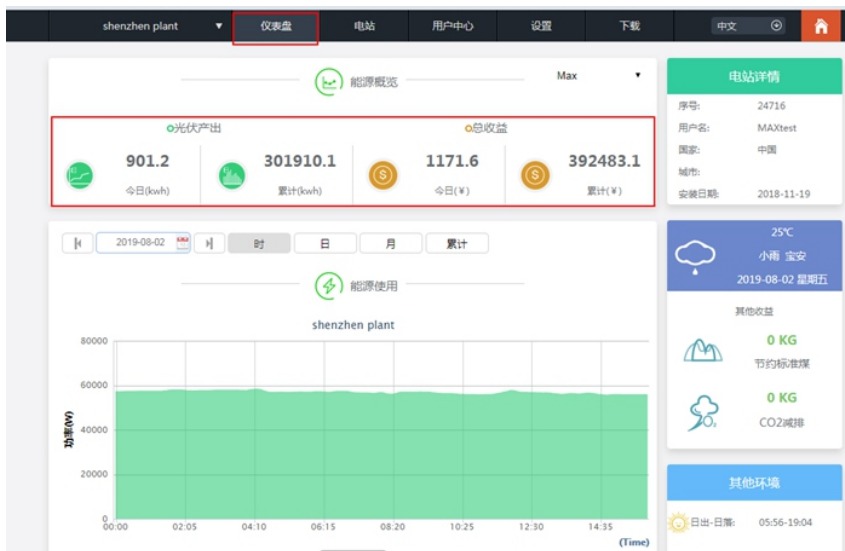 shenzhen plant ▼ 仪表盘 电站 用户中心 设置 下载 中文
能源概览 Max ▼
光伏产出 总收益
901.2 301910.1 1171.6 392483.1
今日(kwh) 累计(kwh) 今日(¥) 累计(¥)
电站详情
序号: 24716
用户名: MAXtest
国家: 中国
城市:
安装日期: 2018-11-19
2019-08-02 时 日 月 累计
能源使用
shenzhen plant
功率(W)
80000
60000
40000
20000
0
00:00 02:05 04:10 06:15 08:20 10:25 12:30 14:35
(Time)
25℃
小雨 宝安
2019-08-02 星期五
其他收益
0 KG
节约标准煤
0 KG
CO2减排
其他环境
日出-日落: 05:56-19:04